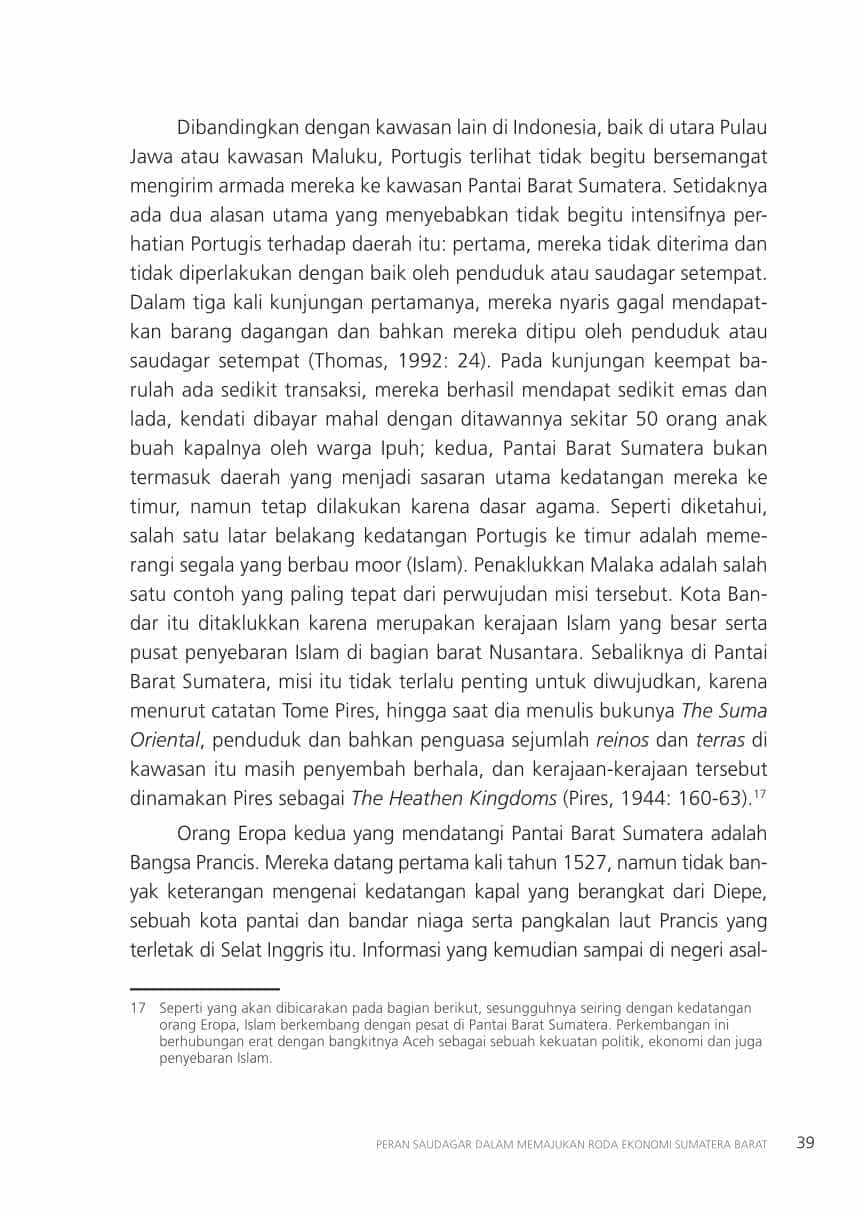 Dibandingkan dengan kawasan lain di Indonesia, baik di utara Pulau
Jawa atau kawasan Maluku, Portugis terlihat tidak begitu bersemangat
mengirim armada mereka ke kawasan Pantai Barat Sumatera. Setidaknya
ada dua alasan utama yang menyebabkan tidak begitu intensifnya per-
hatian Portugis terhadap daerah itu: pertama, mereka tidak diterima dan
tidak diperlakukan dengan baik oleh penduduk atau saudagar setempat.
Dalam tiga kali kunjungan pertamanya, mereka nyaris gagal mendapat-
kan barang dagangan dan bahkan mereka ditipu oleh penduduk atau
saudagar setempat (Thomas, 1992: 24). Pada kunjungan keempat ba-
rulah ada sedikit transaksi, mereka berhasil mendapat sedikit emas dan
lada, kendati dibayar mahal dengan ditawannya sekitar 50 orang anak
buah kapalnya oleh warga Ipuh; kedua, Pantai Barat Sumatera bukan
termasuk daerah yang menjadi sasaran utama kedatangan mereka ke
timur, namun tetap dilakukan karena dasar agama. Seperti diketahui,
salah satu latar belakang kedatangan Portugis ke timur adalah meme-
rangi segala yang berbau moor (Islam). Penaklukkan Malaka adalah salah
satu contoh yang paling tepat dari perwujudan misi tersebut. Kota Ban-
dar itu ditaklukkan karena merupakan kerajaan Islam yang besar serta
pusat penyebaran Islam di bagian barat Nusantara. Sebaliknya di Pantai
Barat Sumatera, misi itu tidak terlalu penting untuk diwujudkan, karena
menurut catatan Tome Pires, hingga saat dia menulis bukunya The Suma
Oriental, penduduk dan bahkan penguasa sejumlah reinos dan terras di
kawasan itu masih penyembah berhala, dan kerajaan-kerajaan tersebut
dinamakan Pires sebagai The Heathen Kingdoms (Pires, 1944: 160-63).17
Orang Eropa kedua yang mendatangi Pantai Barat Sumatera adalah
Bangsa Prancis. Mereka datang pertama kali tahun 1527, namun tidak ban-
yak keterangan mengenai kedatangan kapal yang berangkat dari Diepe,
sebuah kota pantai dan bandar niaga serta pangkalan laut Prancis yang
terletak di Selat Inggris itu. Informasi yang kemudian sampai di negeri asal-
17 Seperti yang akan dibicarakan pada bagian berikut, sesungguhnya seiring dengan kedatangan
orang Eropa, Islam berkembang dengan pesat di Pantai Barat Sumatera. Perkembangan ini
berhubungan erat dengan bangkitnya Aceh sebagai sebuah kekuatan politik, ekonomi dan juga
penyebaran Islam.
PERAN SAUDAGAR DALAM MEMAJUKAN RODA EKONOMI SUMATERA BARAT 39